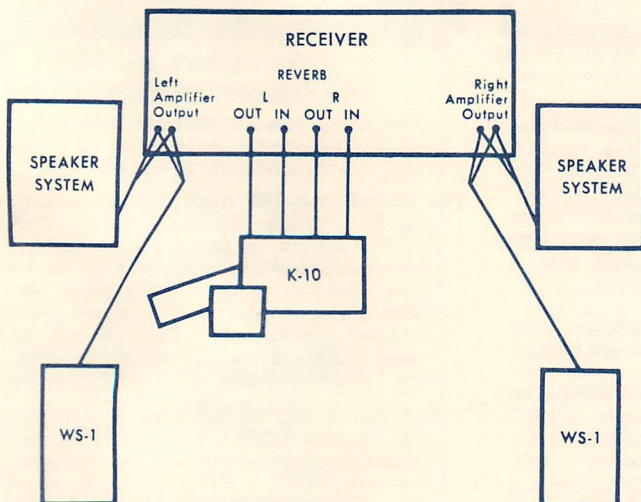 RECEIVER
REVERB
Left
Amplifier
Output
L R
OUT IN OUT IN
Right
Amplifier
Output
SPEAKER
SYSTEM
SPEAKER
SYSTEM
K-10
WS-1
WS-1